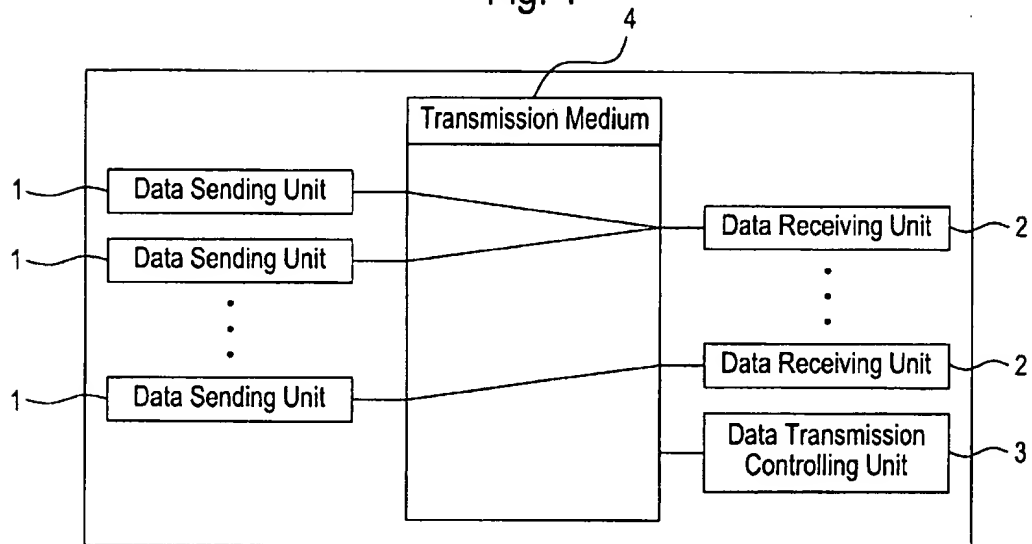 4
Transmission Medium
1 Data Sending Unit
Data Receiving Unit 2
1 Data Sending Unit
1 Data Sending Unit
Data Receiving Unit 2
Data Transmission
Controlling Unit 3